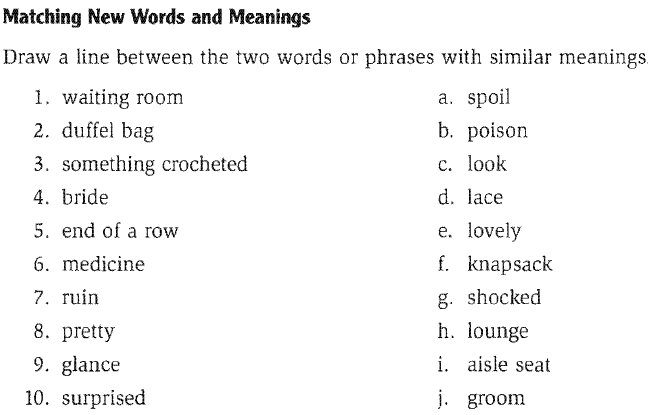 Matching New Words and Meanings
Draw a line between the two words or phrases with similar meanings.
1. waiting room a. spoil
2. duffel bag b. poison
3. something crocheted c. look
4. bride d. lace
5. end of a row e. lovely
6. medicine f. knapsack
7. ruin g. shocked
8. pretty h. lounge
9. glance i. aisle seat
10. surprised j. groom